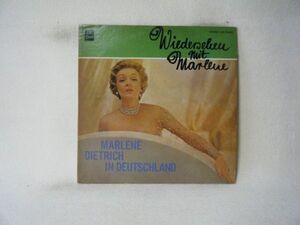 Wiedersehen
mit
Marlene
MARLENE
DIETRICH
IN DEUTSCHLAND